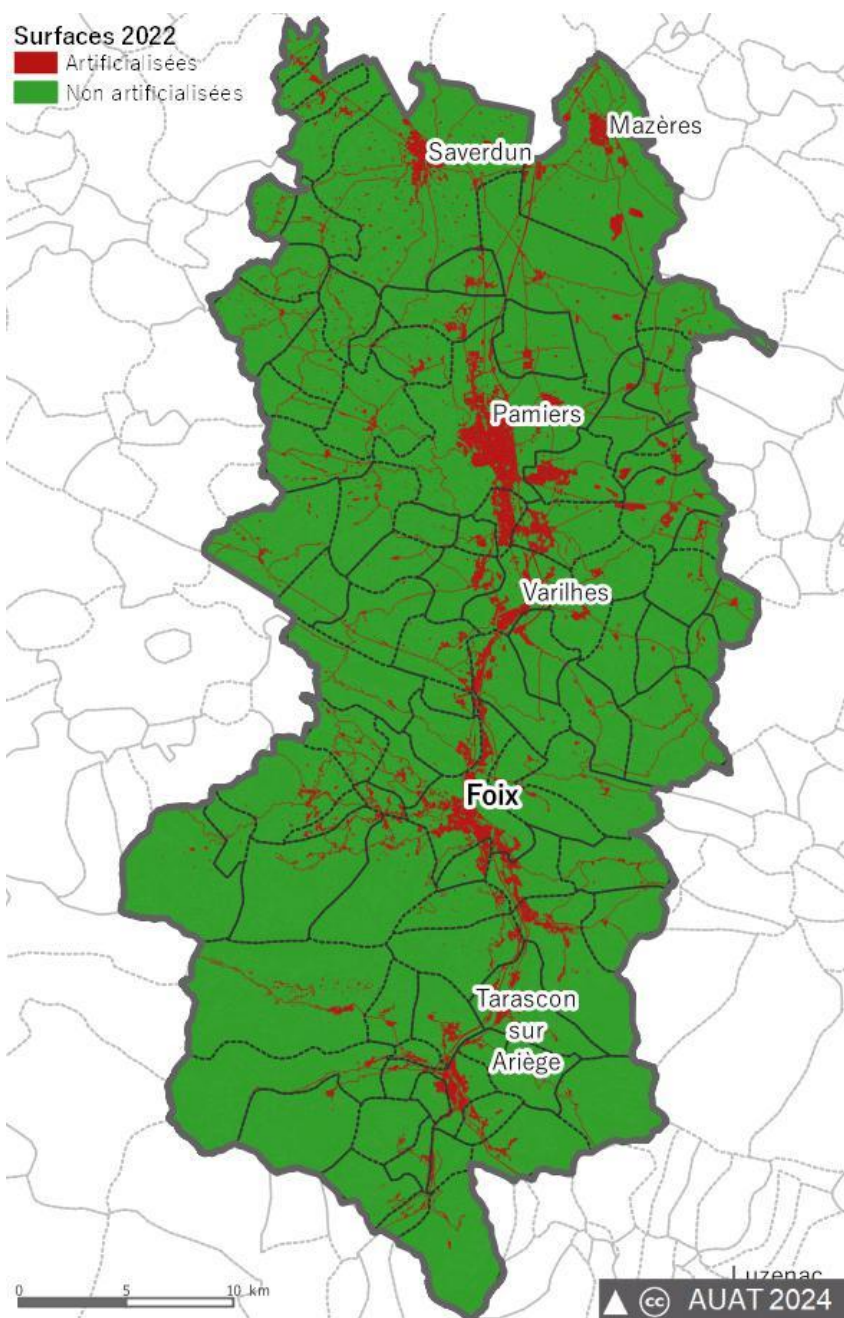 Surfaces 2022
Artificialisées
Non artificialisées
Mazères
Saverdun
Pamiers
Varilhes
Foix
Tarascon
sur
Ariège
Luzenac
0 5 10 km
cc AUAT 2024